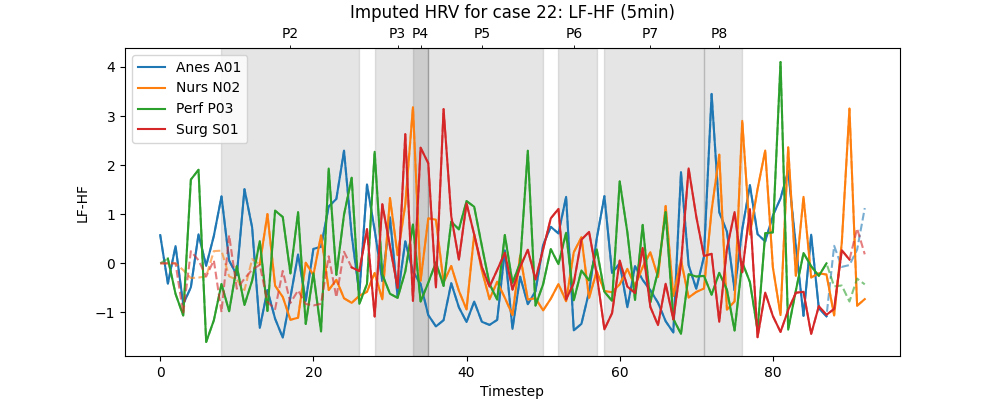 Imputed HRV for case 22: LF-HF (5min)
P2 P3 P4 P5 P6 P7 P8
Anes A01
Nurs N02
Perf P03
Surg S01
4
3
2
1
0
−1
LF-HF
0 20 40 60 80
Timestep